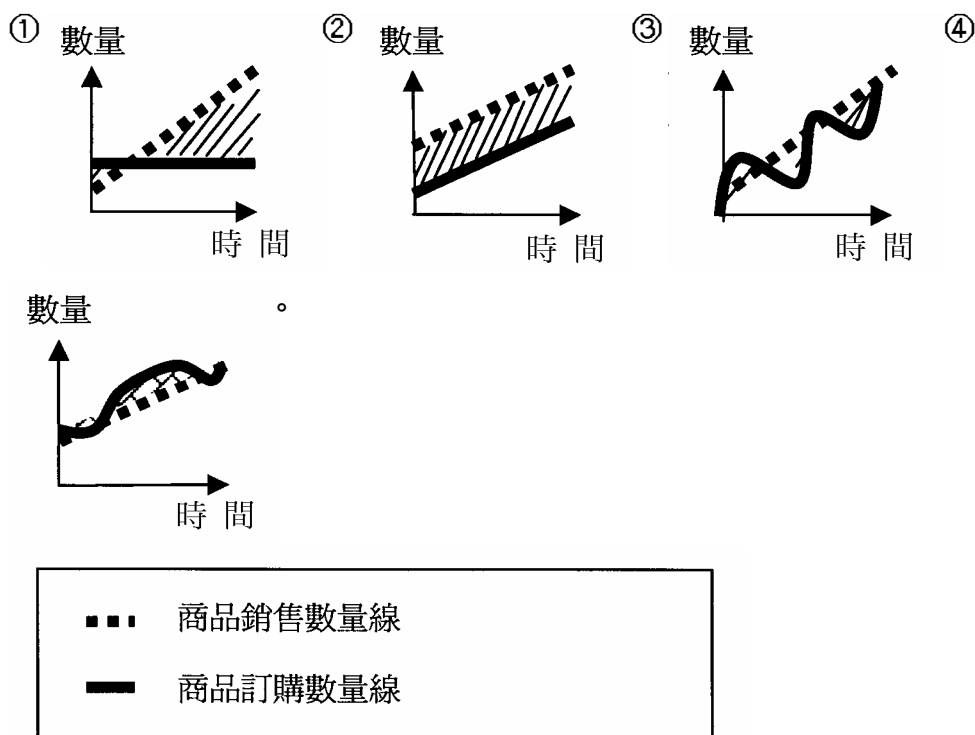 ① 數量 ② 數量 ③ 數量 ④
時 間 時 間 時 間
數量 。
時 間
商品銷售數量線
商品訂購數量線